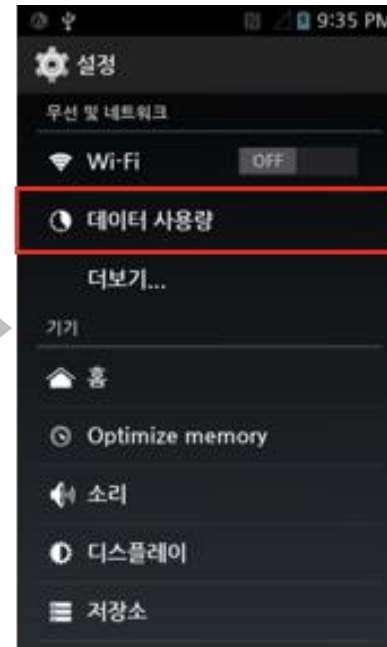 9:35 PM
설정
무선 및 네트워크
Wi-Fi OFF
데이터 사용량
더보기...
기기
홈
Optimize memory
소리
디스플레이
저장소